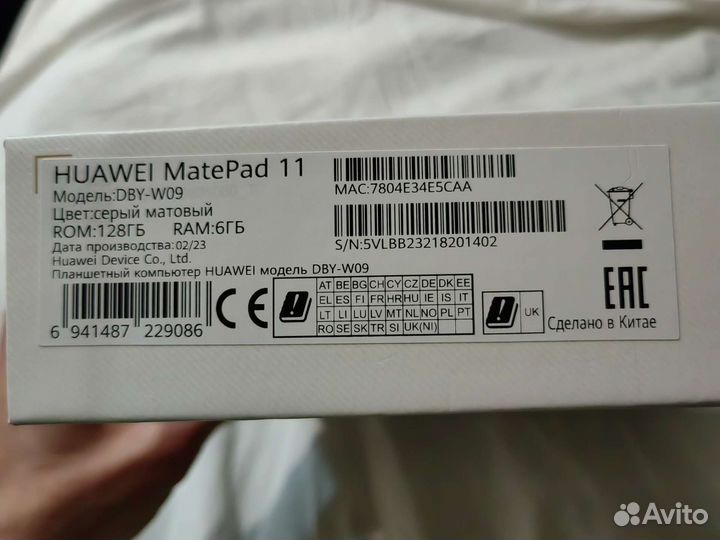 HUAWEI MatePad 11
Модель:DBY-W09
Цвет:серый матовый
ROM:128ГБ RAM:6ГБ
Дата производства:02/23
Huawei Device Co., Ltd.
Планшетный компьютер HUAWEI модель DBY-W09
MAC:7804E34E5CAA
S/N:5VLBB23218201402
6 941487 229086
CE
AT BE BG CH CY CZ DE DK EE
EL ES FI FR HR HU IE IS IT
LT LI LU LV MT NL NO PL PT
RO SE SK TR SI UK(NI)
UK
EAC
Сделано в Китае
Avito